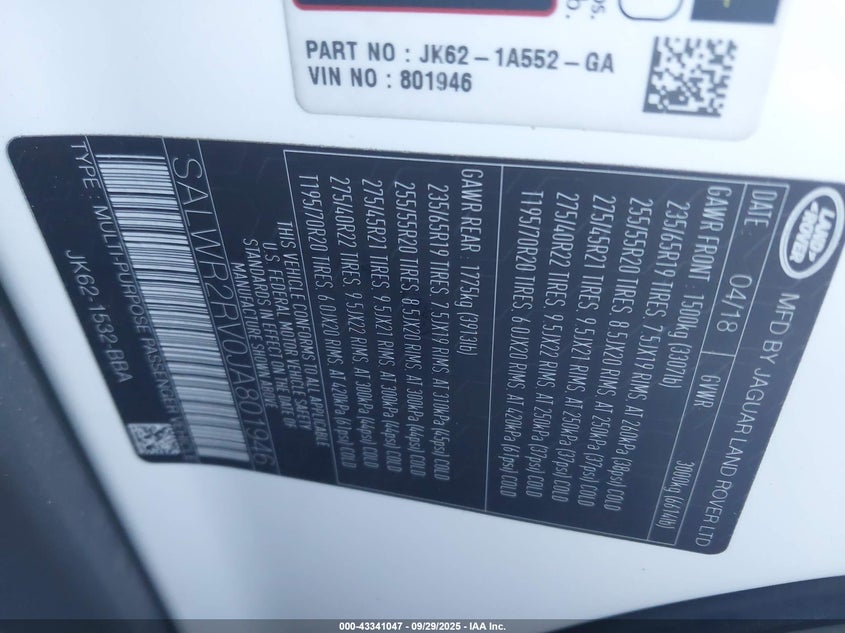 PART NO : JK62-1A552-GA
VIN NO : 801946
LAND ROVER
MFD BY JAGUAR LAND ROVER LTD
DATE: 04/18 GVWR 3000kg (6614lb)
GAWR FRONT: 1500kg (3307lb)
235/65R19 TIRES 7.5JX19 RIMS AT 260kPa (38psi) COLD
255/55R20 TIRES 8.5JX20 RIMS AT 250kPa (37psi) COLD
275/45R21 TIRES 9.5JX21 RIMS AT 250kPa (37psi) COLD
275/40R22 TIRES 9.5JX22 RIMS AT 250kPa (37psi) COLD
T195/70R20 TIRES 6.0JX20 RIMS AT 420kPa (61psi) COLD
GAWR REAR: 1775kg (3913lb)
235/65R19 TIRES 7.5JX19 RIMS AT 310kPa (45psi) COLD
255/55R20 TIRES 8.5JX20 RIMS AT 300kPa (44psi) COLD
275/45R21 TIRES 9.5JX21 RIMS AT 300kPa (44psi) COLD
275/40R22 TIRES 9.5JX22 RIMS AT 300kPa (44psi) COLD
T195/70R20 TIRES 6.0JX20 RIMS AT 420kPa (61psi) COLD
THIS VEHICLE CONFORMS TO ALL APPLICABLE
U.S. FEDERAL MOTOR VEHICLE SAFETY
STANDARDS IN EFFECT ON THE DATE OF
MANUFACTURE SHOWN ABOVE
SALWR2RV0JA801946
TYPE: MULTI-PURPOSE PASSENGER
JK62-1532-BBA
000-43341047 - 09/29/2025 - IAA Inc.